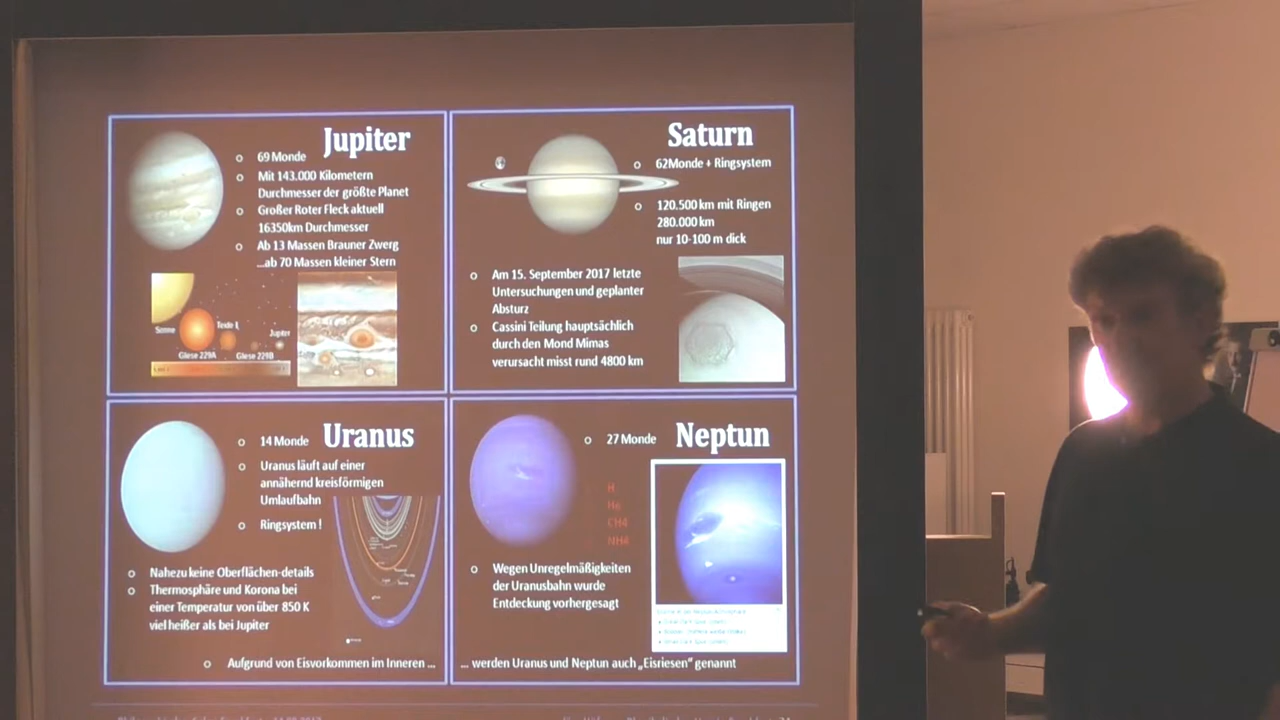 Jupiter
69 Monde
Mit 143.000 Kilometern
Durchmesser der größte Planet
Großer Roter Fleck aktuell
16350km Durchmesser
Ab 13 Massen Brauner Zwerg
...ab 70 Massen kleiner Stern
Sonne
Teide 1
Jupiter
Gliese 229A
Gliese 229B
Saturn
62Monde + Ringsystem
120.500 km mit Ringen
280.000 km
nur 10-100 m dick
Am 15. September 2017 letzte
Untersuchungen und geplanter
Absturz
Cassini Teilung hauptsächlich
durch den Mond Mimas
verursacht misst rund 4800 km
Uranus
14 Monde
Uranus läuft auf einer
annähernd kreisförmigen
Umlaufbahn
Ringsystem !
Nahezu keine Oberflächen-details
Thermosphäre und Korona bei
einer Temperatur von über 850 K
viel heißer als bei Jupiter
Aufgrund von Eisvorkommen im Inneren ...
Neptun
27 Monde
H
He
CH4
Wegen Unregelmäßigkeiten
der Uranusbahn wurde
Entdeckung vorhergesagt
... werden Uranus und Neptun auch „Eisriesen" genannt